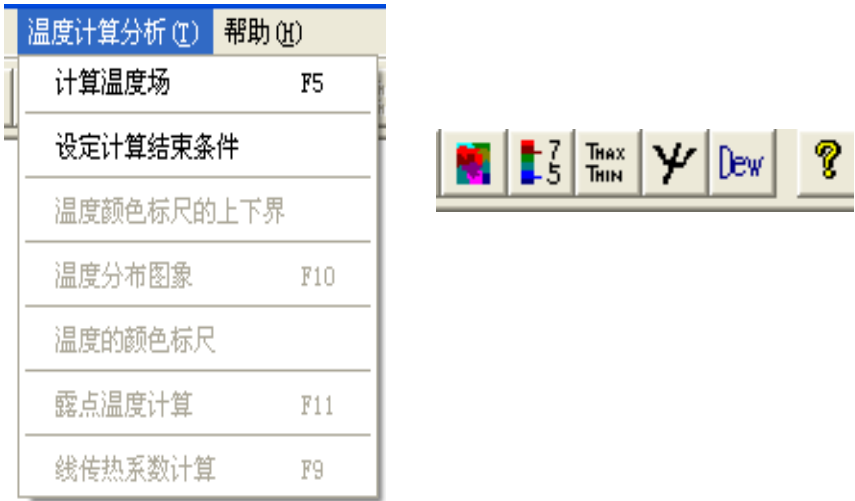 温度计算分析(T) 帮助(H)
计算温度场 F5
设定计算结束条件
温度颜色标尺的上下界
温度分布图象 F10
温度的颜色标尺
露点温度计算 F11
线传热系数计算 F9
7
5
TMAX
TMIN
Ψ
Dew
?